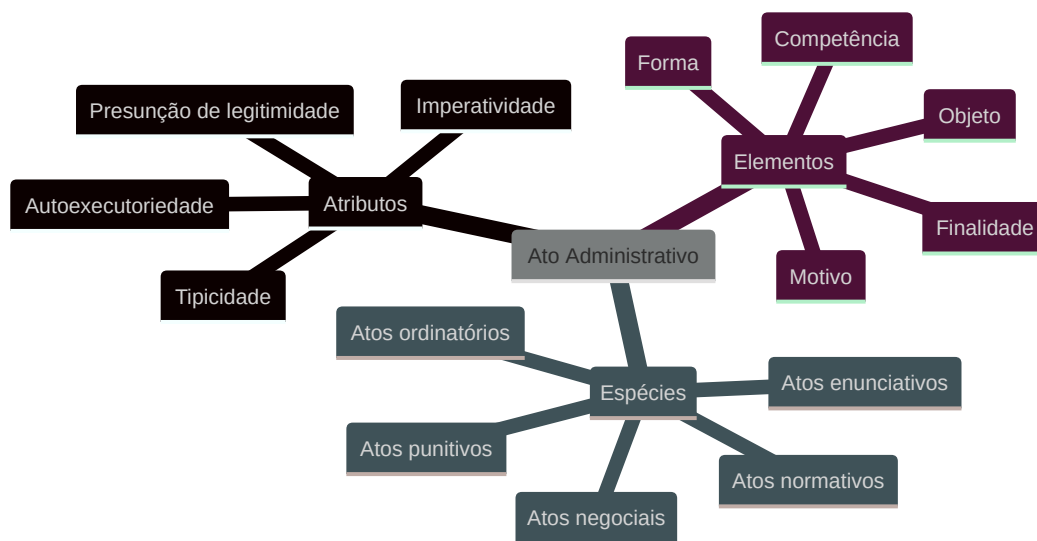 Competência
Forma
Imperatividade
Presunção de legitimidade
Objeto
Elementos
Autoexecutoriedade
Atributos
Finalidade
Ato Administrativo
Motivo
Tipicidade
Atos ordinatórios
Atos enunciativos
Espécies
Atos punitivos
Atos normativos
Atos negociais